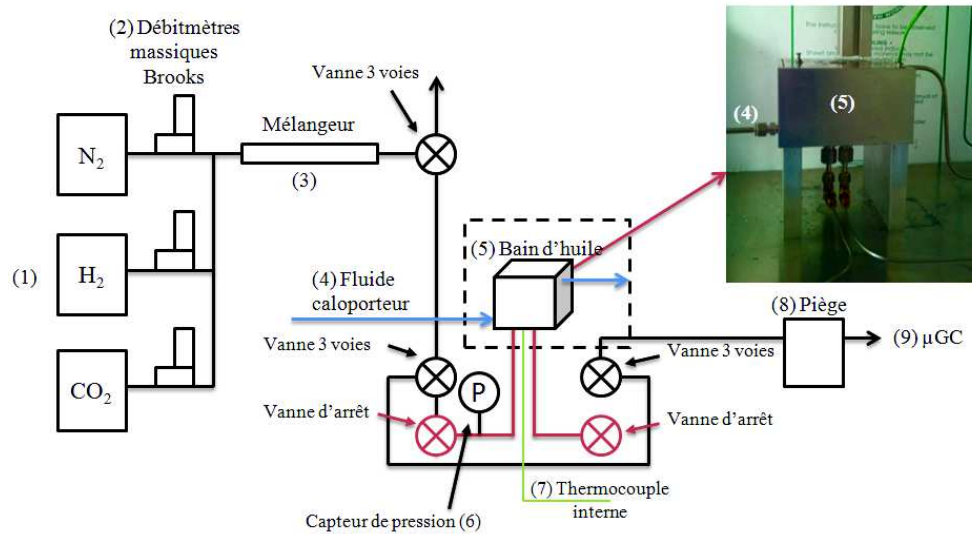 (2) Débitmètres
massiques
Brooks
Vanne 3 voies
N2
Mélangeur
(3)
(4)
(5)
(1)
H2
(4) Fluide
caloporteur
(5) Bain d'huile
(8) Piège
(9) µGC
CO2
Vanne 3 voies
Vanne 3 voies
P
Vanne d'arrêt
Vanne d'arrêt
(7) Thermocouple
interne
Capteur de pression (6)